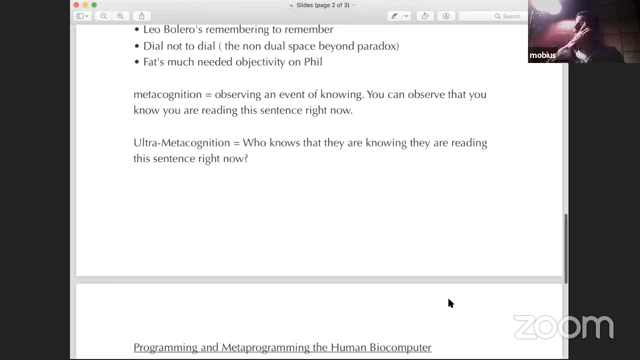 Slides (page 2 of 3)
Search
mobius
• Leo Bolero's remembering to remember
• Dial not to dial ( the non dual space beyond paradox)
• Fat's much needed objectivity on Phil
metacognition = observing an event of knowing. You can observe that you
know you are reading this sentence right now.
Ultra-Metacognition = Who knows that they are knowing they are reading
this sentence right now?
Programming and Metaprogramming the Human Biocomputer
zoom